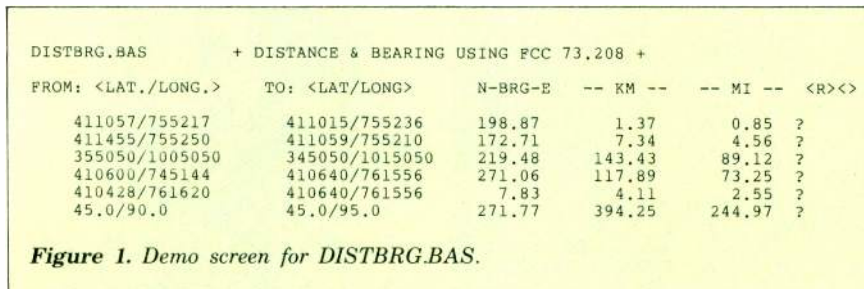 DISTBRG.BAS + DISTANCE & BEARING USING FCC 73.208 +
FROM: <LAT./LONG.> TO: <LAT/LONG> N-BRG-E -- KM -- -- MI -- <R><>
411057/755217 411015/755236 198.87 1.37 0.85 ?
411455/755250 411059/755210 172.71 7.34 4.56 ?
355050/1005050 345050/1015050 219.48 143.43 89.12 ?
410600/745144 410640/761556 271.06 117.89 73.25 ?
410428/761620 410640/761556 7.83 4.11 2.55 ?
45.0/90.0 45.0/95.0 271.77 394.25 244.97 ?
Figure 1. Demo screen for DISTBRG.BAS.